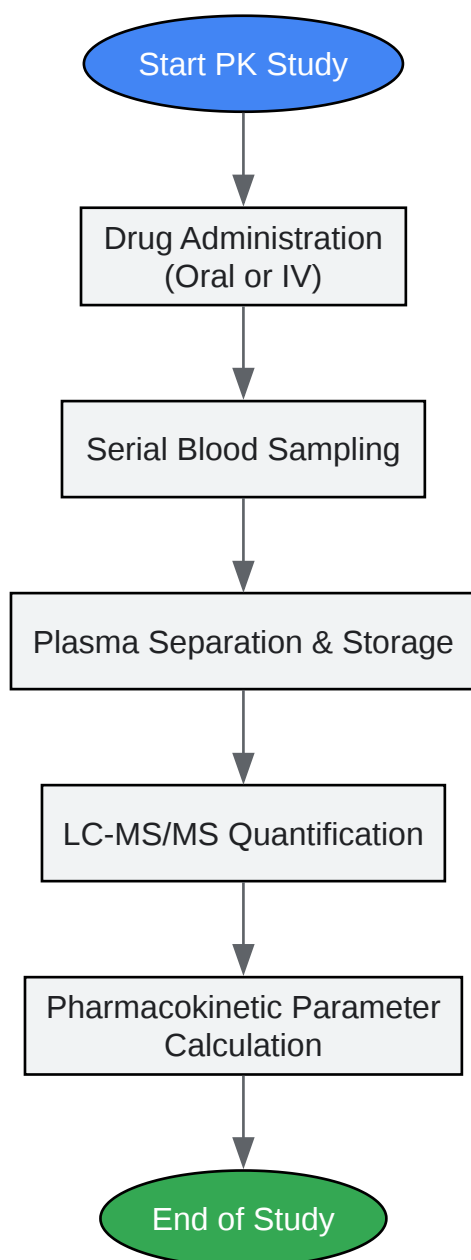 Start PK Study
Drug Administration
(Oral or IV)
Serial Blood Sampling
Plasma Separation & Storage
LC-MS/MS Quantification
Pharmacokinetic Parameter
Calculation
End of Study